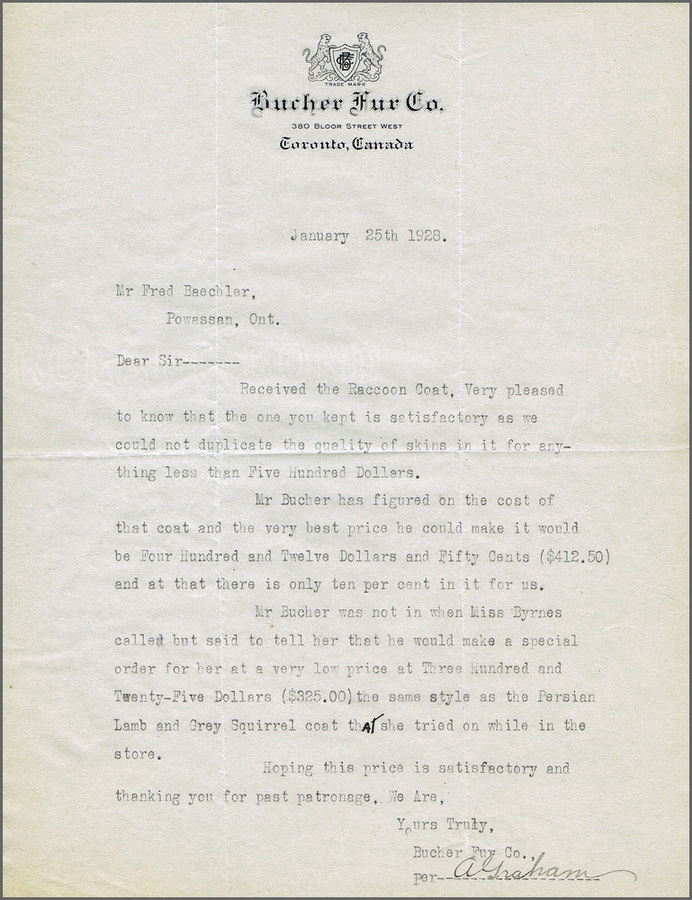 TRADE MARK
Bucher Fur Co.
380 BLOOR STREET WEST
Toronto, Canada
January 25th 1928.
Mr Fred Baechler,
Powassan, Ont.
Dear Sir-------
Received the Raccoon Coat, Very pleased
to know that the one you kept is satisfactory as we
could not duplicate the quality of skins in it for any-
thing less than Five Hundred Dollars.
Mr Bucher has figured on the cost of
that coat and the very best price he could make it would
be Four Hundred and Twelve Dollars and Fifty Cents ($412.50)
and at that there is only ten per cent in it for us.
Mr Bucher was not in when Miss Byrnes
called but said to tell her that he would make a special
order for her at a very low price at Three Hundred and
Twenty-Five Dollars ($325.00)the same style as the Persian
Lamb and Grey Squirrel coat that she tried on while in the
store.
Hoping this price is satisfactory and
thanking you for past patronage, We Are,
Yours Truly,
Bucher Fur Co.,
per--A Graham